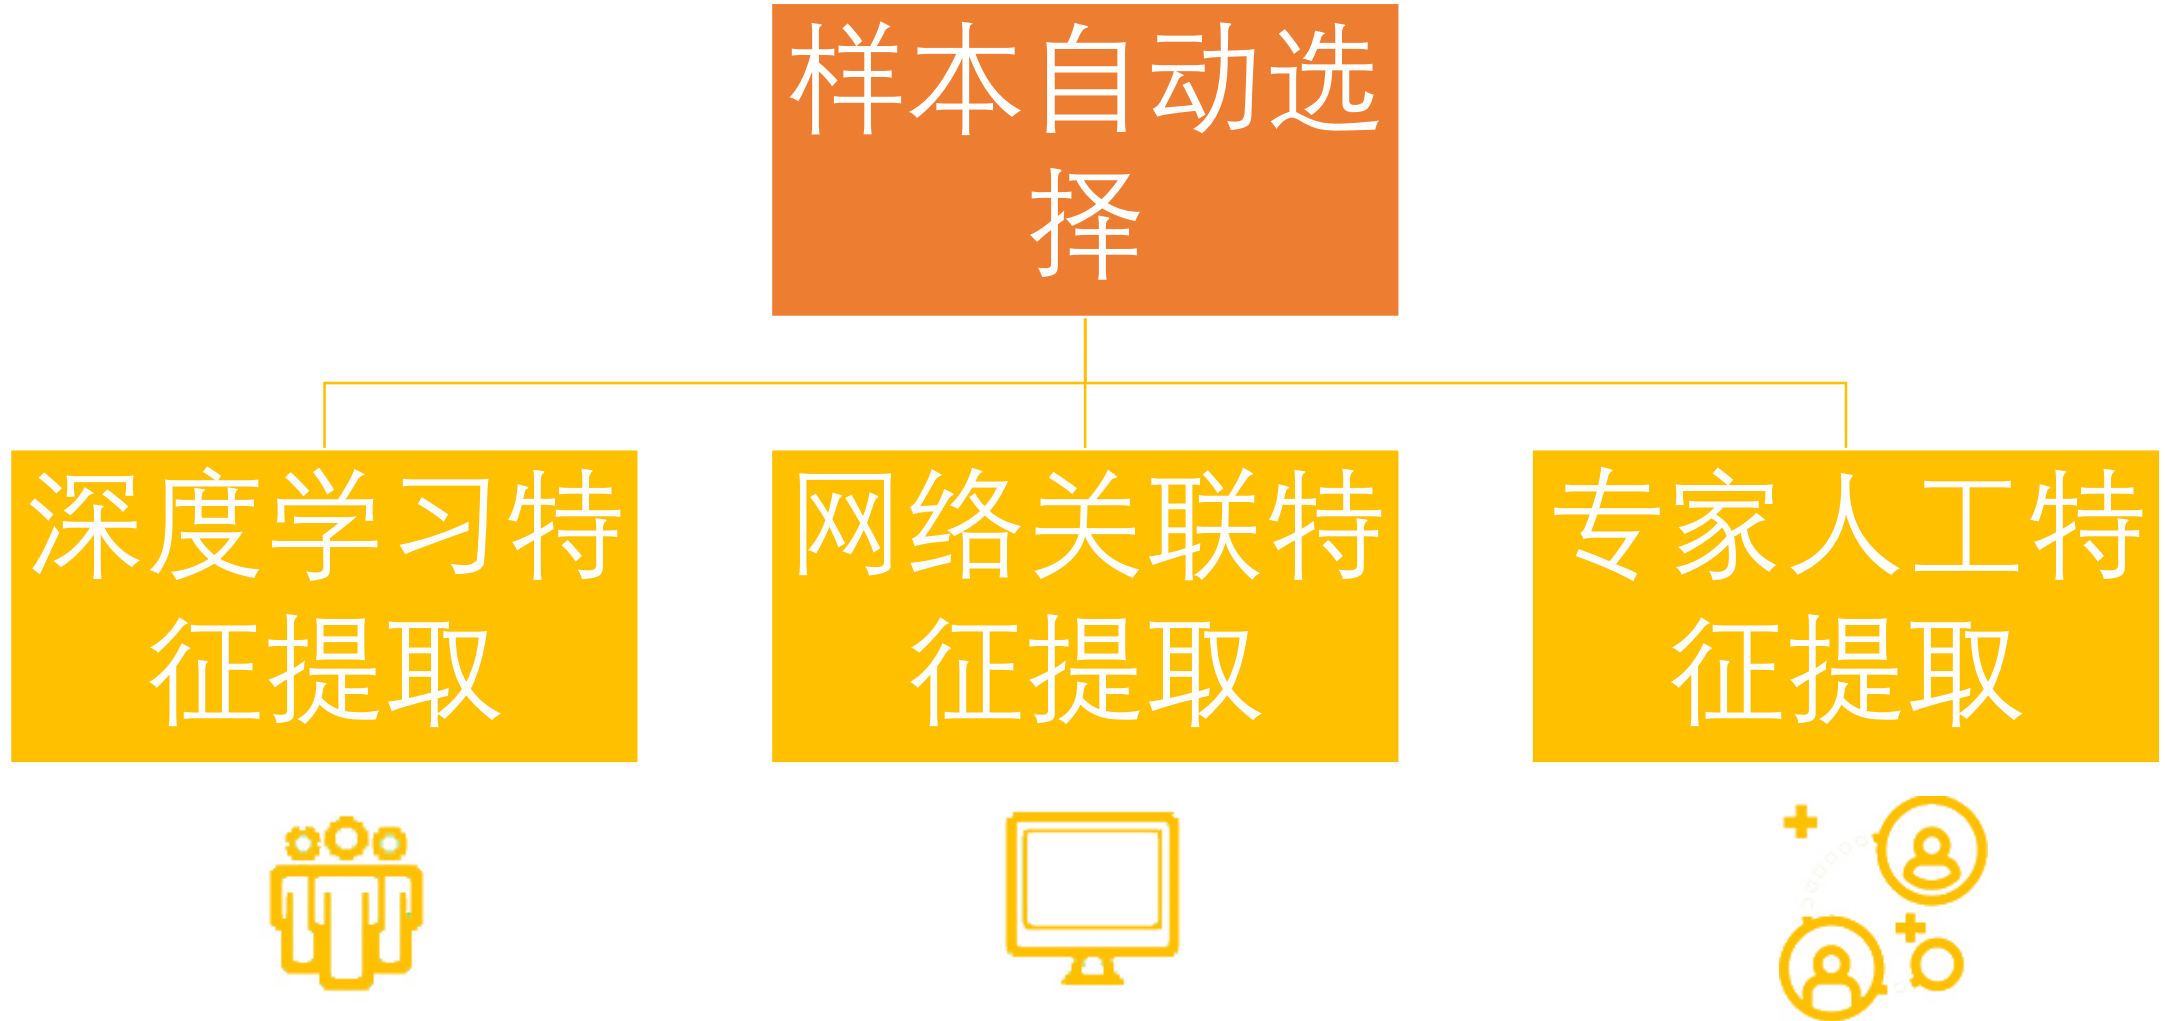 样本自动选
择
深度学习特
征提取
网络关联特
征提取
专家人工特
征提取